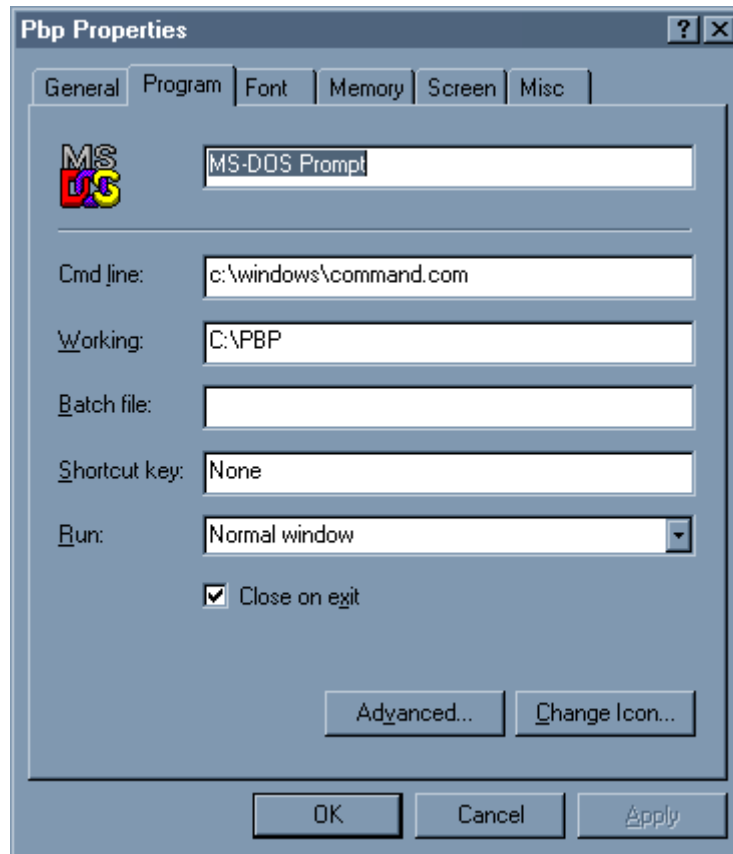 Pbp Properties
General Program Font Memory Screen Misc
MS
DOS
MS-DOS Prompt
Cmd line:
c:\windows\command.com
Working:
C:\PBP
Batch file:
Shortcut key:
None
Run:
Normal window
Close on exit
Advanced... Change Icon...
OK Cancel Apply